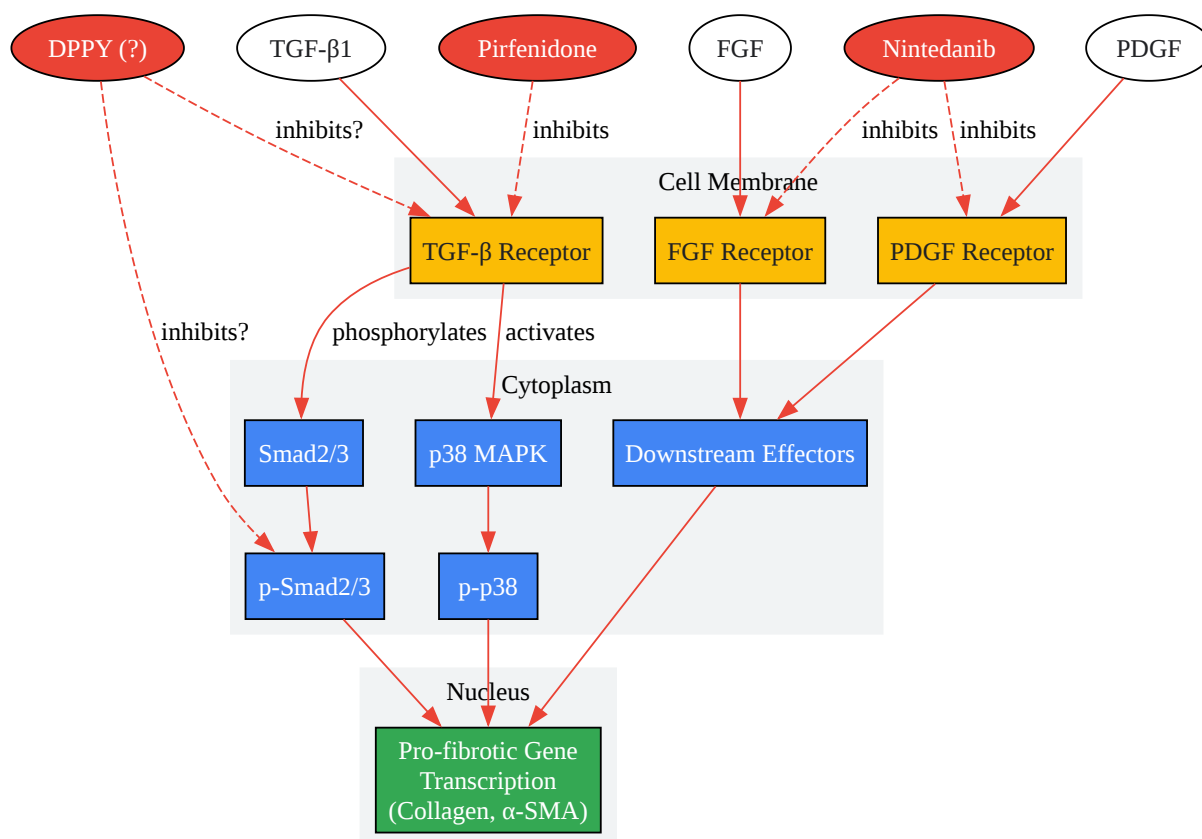 DPPY (?)
TGF-β1
Pirfenidone
FGF
Nintedanib
PDGF
inhibits?
inhibits
inhibits
inhibits
Cell Membrane
TGF-β Receptor
FGF Receptor
PDGF Receptor
inhibits?
phosphorylates
activates
Cytoplasm
Smad2/3
p38 MAPK
Downstream Effectors
p-Smad2/3
p-p38
Nucleus
Pro-fibrotic Gene
Transcription
(Collagen, α-SMA)